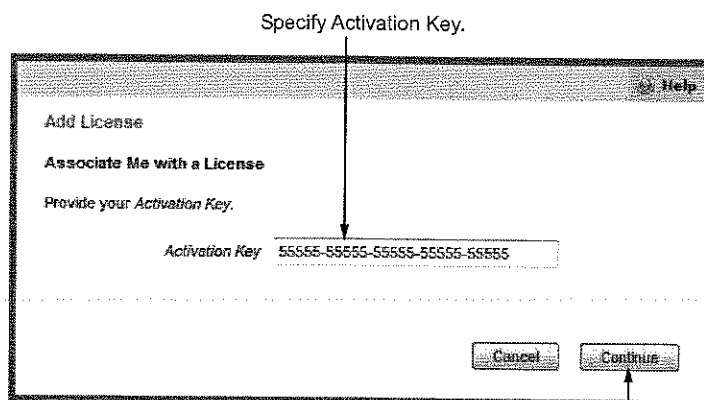 Specify Activation Key.
Help
Add License
Associate Me with a License
Provide your Activation Key.
Activation Key 55555-55555-55555-55555-55555
Cancel Continue